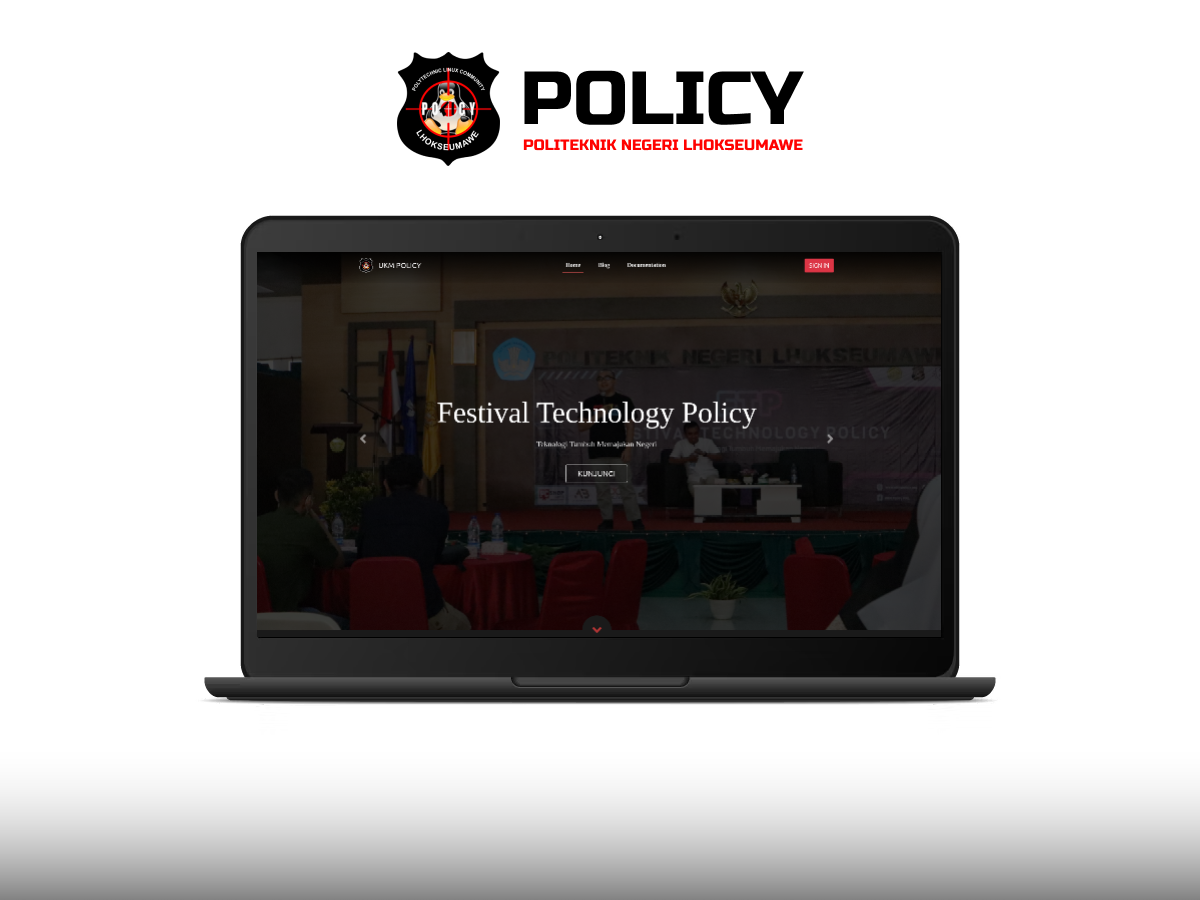 POLYTECHNIC LINUX COMMUNITY
POLICY
LHOKSEUMAWE
POLICY
POLITEKNIK NEGERI LHOKSEUMAWE
UKM POLICY
Home
Blog
Documentation
SIGN IN
POLITEKNIK NEGERI LHOKSEUMAWE
Festival Technology Policy
TECHNOLOGY POLICY
Teknologi Tumbuh Memajukan Negeri
KUNJUNGI